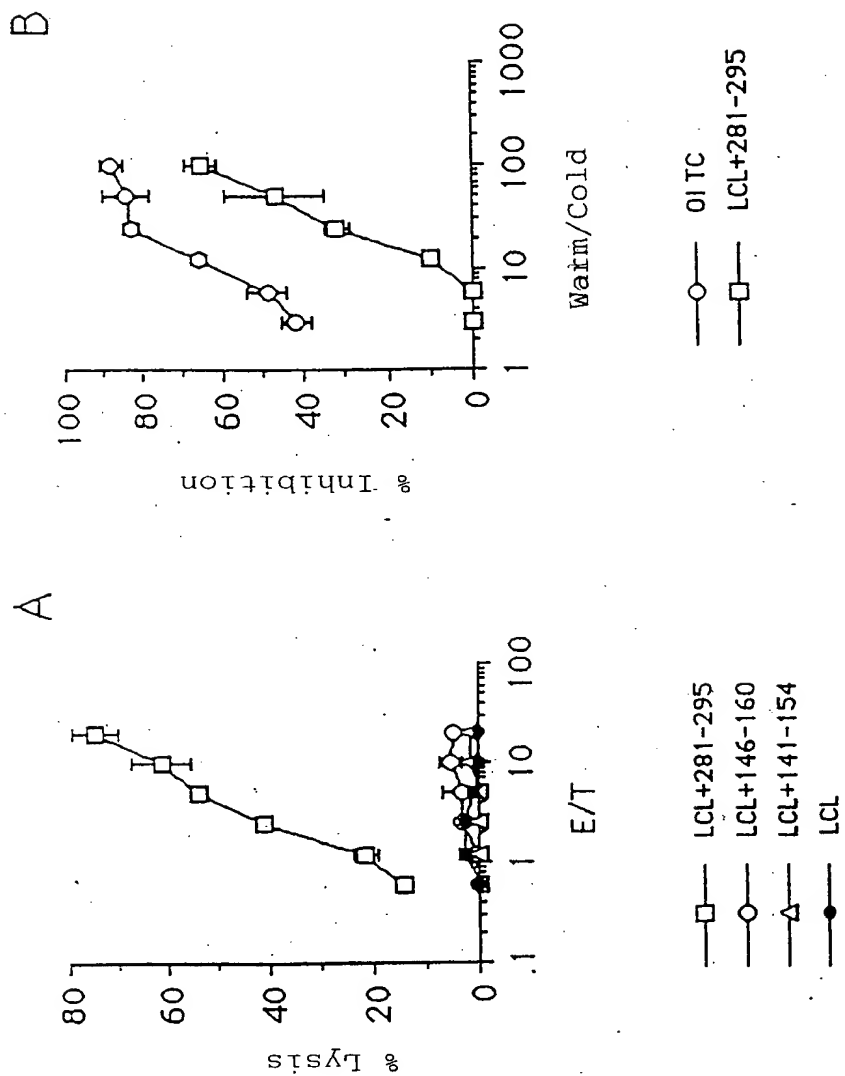 A
80
60
40
20
0
% Lysis
.1
1
10
100
E/T
LCL+281-295
LCL+146-160
LCL+141-154
LCL
B
100
80
60
40
20
0
% Inhibition
1
10
100
1000
Warm/Cold
OITC
LCL+281-295